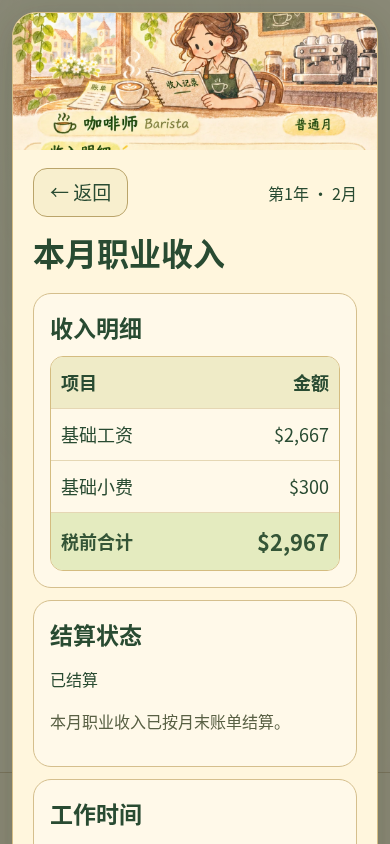 账单
收入记录
咖啡师 Barista
普通月
收入明细
← 返回
第1年 · 2月
本月职业收入
收入明细
项目 金额
基础工资 $2,667
基础小费 $300
税前合计 $2,967
结算状态
已结算
本月职业收入已按月末账单结算。
工作时间